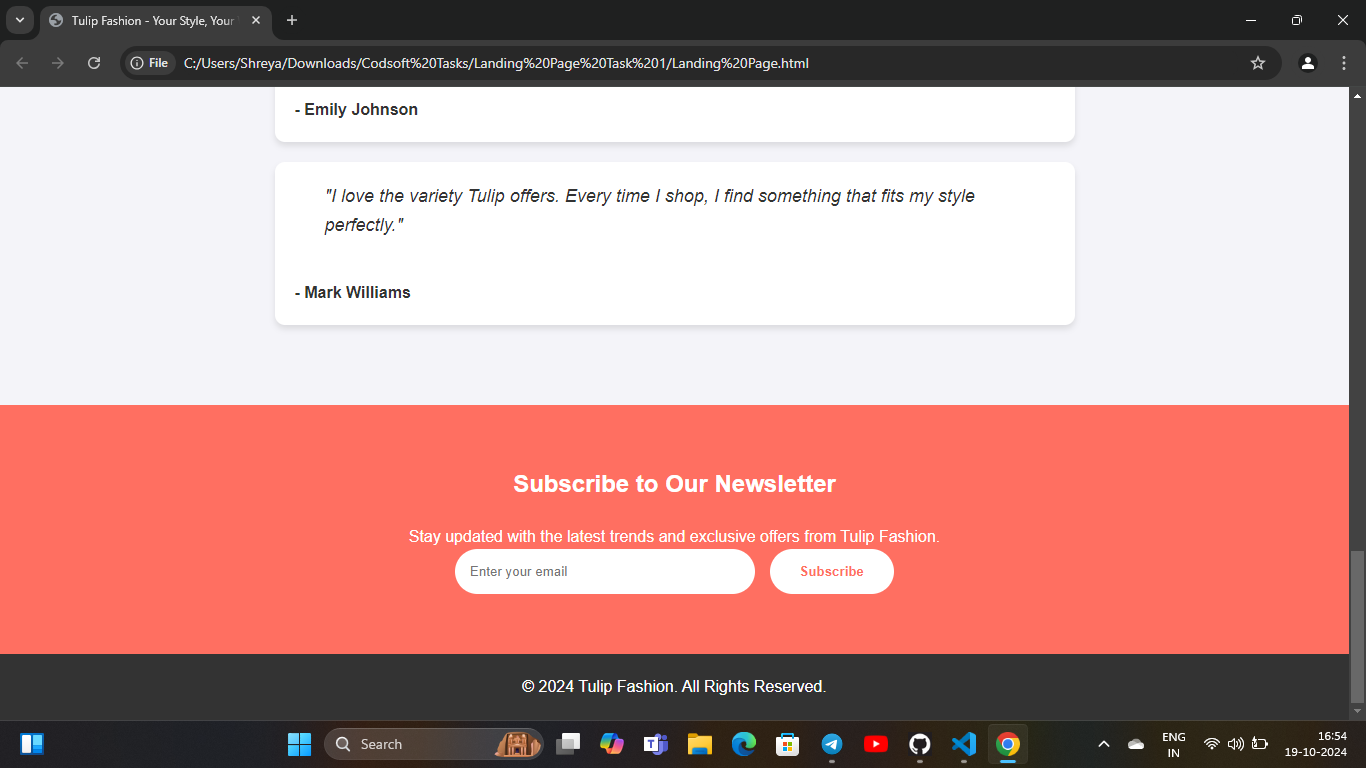 Tulip Fashion - Your Style, Your
File
C:/Users/Shreya/Downloads/Codsoft%20Tasks/Landing%20Page%20Task%201/Landing%20Page.html
- Emily Johnson
"I love the variety Tulip offers. Every time I shop, I find something that fits my style
perfectly."
- Mark Williams
Subscribe to Our Newsletter
Stay updated with the latest trends and exclusive offers from Tulip Fashion.
Enter your email
Subscribe
© 2024 Tulip Fashion. All Rights Reserved.
Search
ENG
IN
16:54
19-10-2024